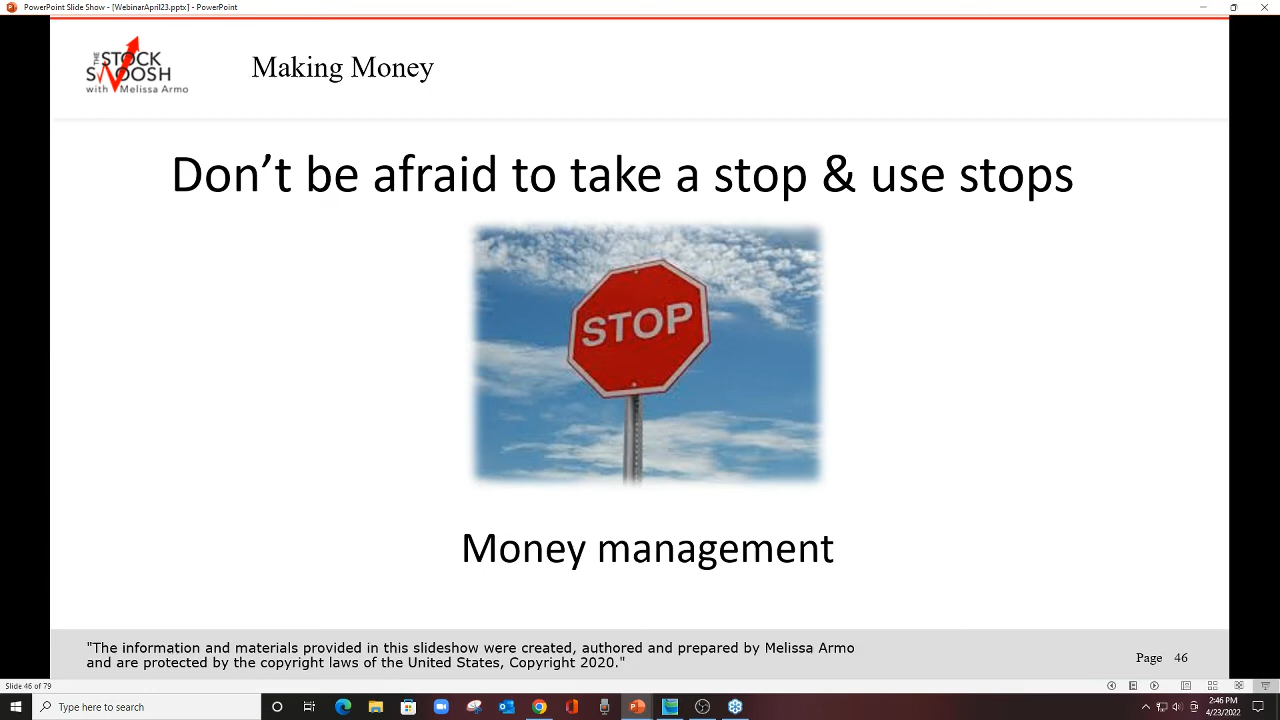 PowerPoint Slide Show - [WebinarApril23.pptx] - PowerPoint
THE
STOCK
SWOOSH
with Melissa Armo
Making Money
Don’t be afraid to take a stop & use stops
STOP
Money management
"The information and materials provided in this slideshow were created, authored and prepared by Melissa Armo
and are protected by the copyright laws of the United States, Copyright 2020."
Page 46
Slide 46 of 79
Type here to search
2:46 PM
4/23/2022